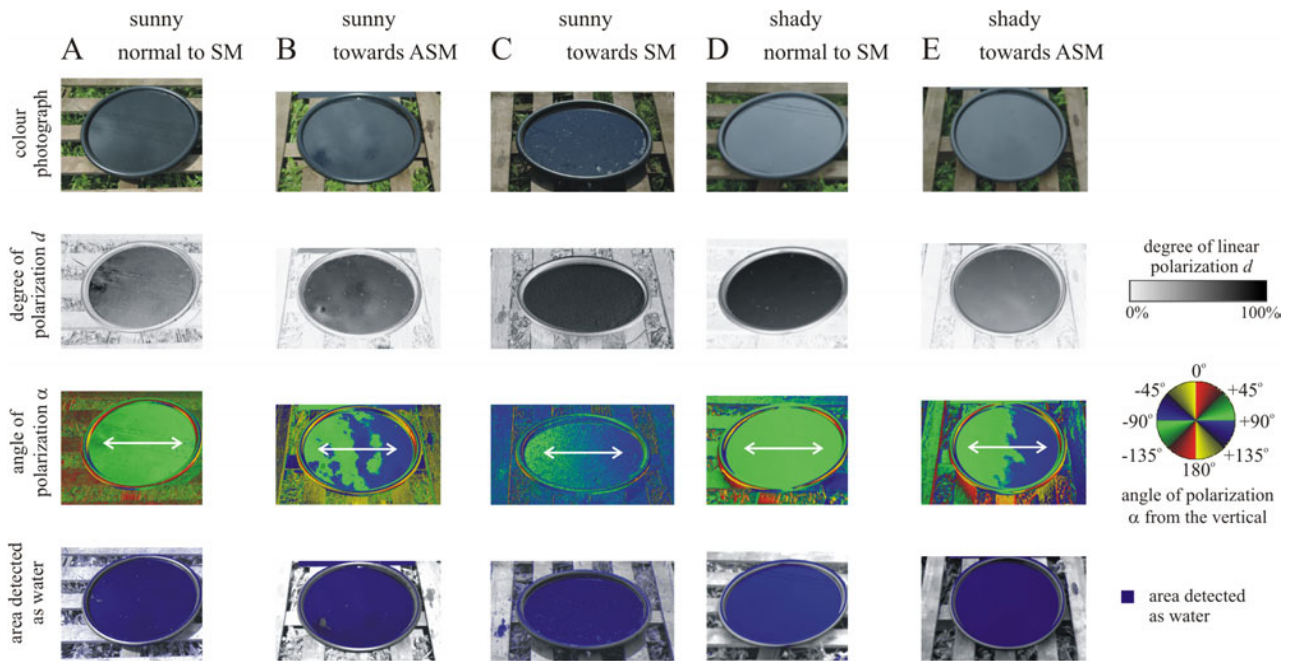 sunny
A normal to SM
sunny
B towards ASM
sunny
C towards SM
shady
D normal to SM
shady
E towards ASM
colour
photograph
degree of
polarization d
degree of linear
polarization d
0% 100%
angle of
polarization α
0°
-45° +45°
-90° +90°
-135° +135°
180°
angle of polarization
α from the vertical
area detected
as water
area detected
as water